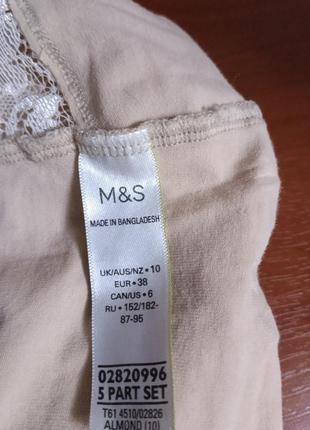 M&S
MADE IN BANGLADESH
UK/AUS/NZ • 10
EUR • 38
CAN/US • 6
RU • 152/182-
87-95
02820996
5 PART SET
T61 4510/02826
ALMOND (10)